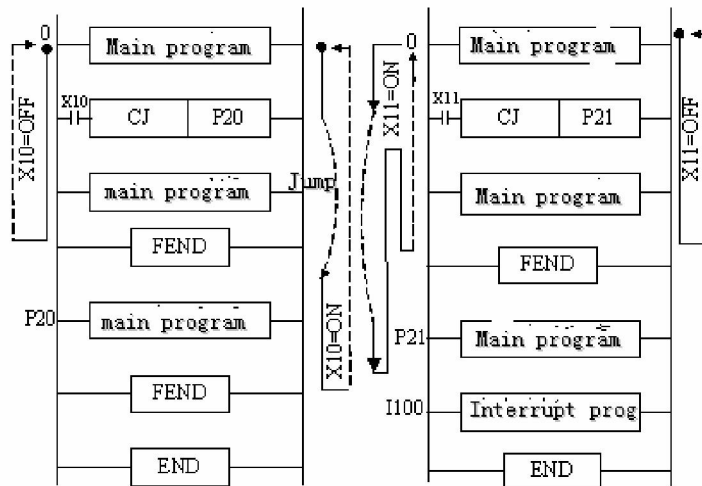 0
Main program
X10
CJ P20
X10=OFF
main program
Jump
FEND
P20
main program
X10=ON
FEND
END
0
Main program
X11=ON
X11
CJ P21
X11=OFF
Main program
FEND
P21
Main program
I100
Interrupt prog
END